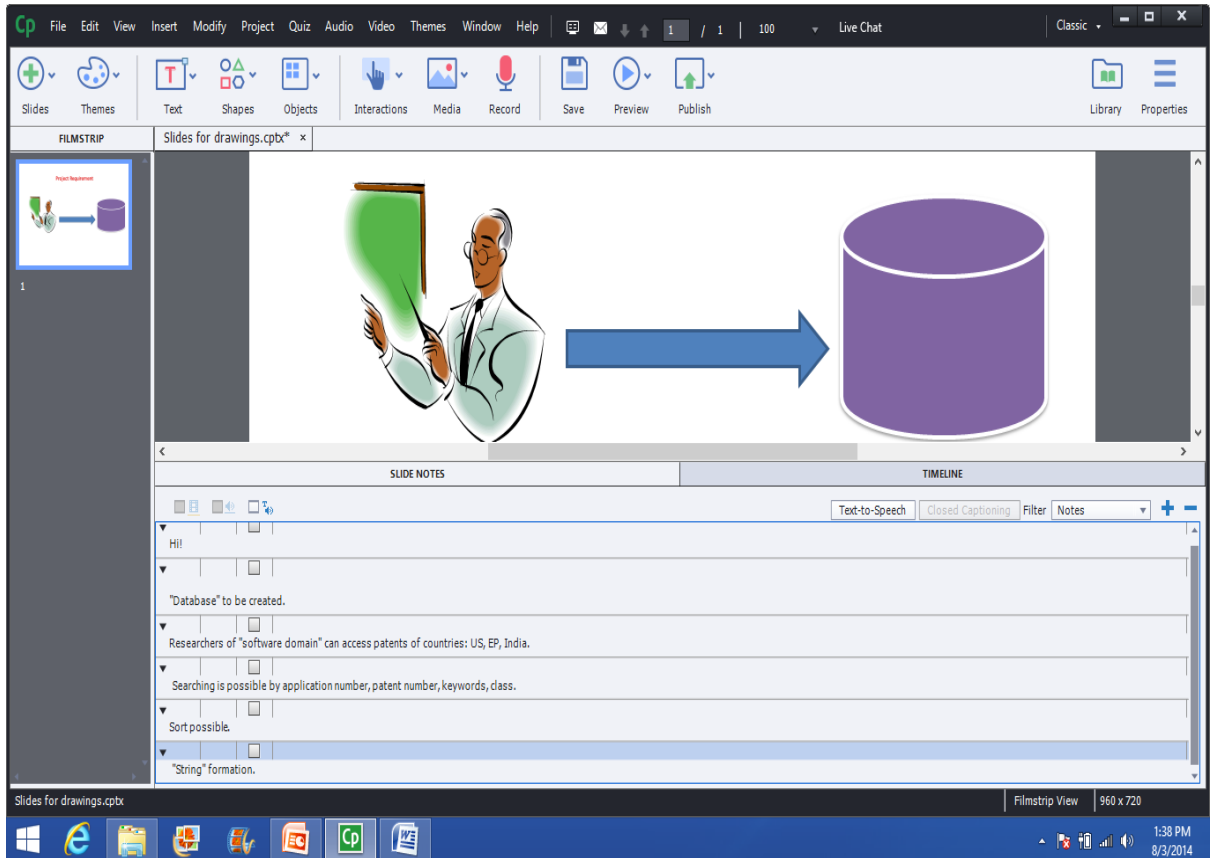 Cp File Edit View Insert Modify Project Quiz Audio Video Themes Window Help 1 / 1 100 Live Chat Classic
Slides Themes Text Shapes Objects Interactions Media Record Save Preview Publish Library Properties
FILMSTRIP Slides for drawings.cptx* x
Project Requirement
1
SLIDE NOTES TIMELINE
Text-to-Speech Closed Captioning Filter Notes
Hi!
"Database" to be created.
Researchers of "software domain" can access patents of countries: US, EP, India.
Searching is possible by application number, patent number, keywords, class.
Sort possible.
"String" formation.
Slides for drawings.cptx Filmstrip View 960 x 720
1:38 PM
8/3/2014